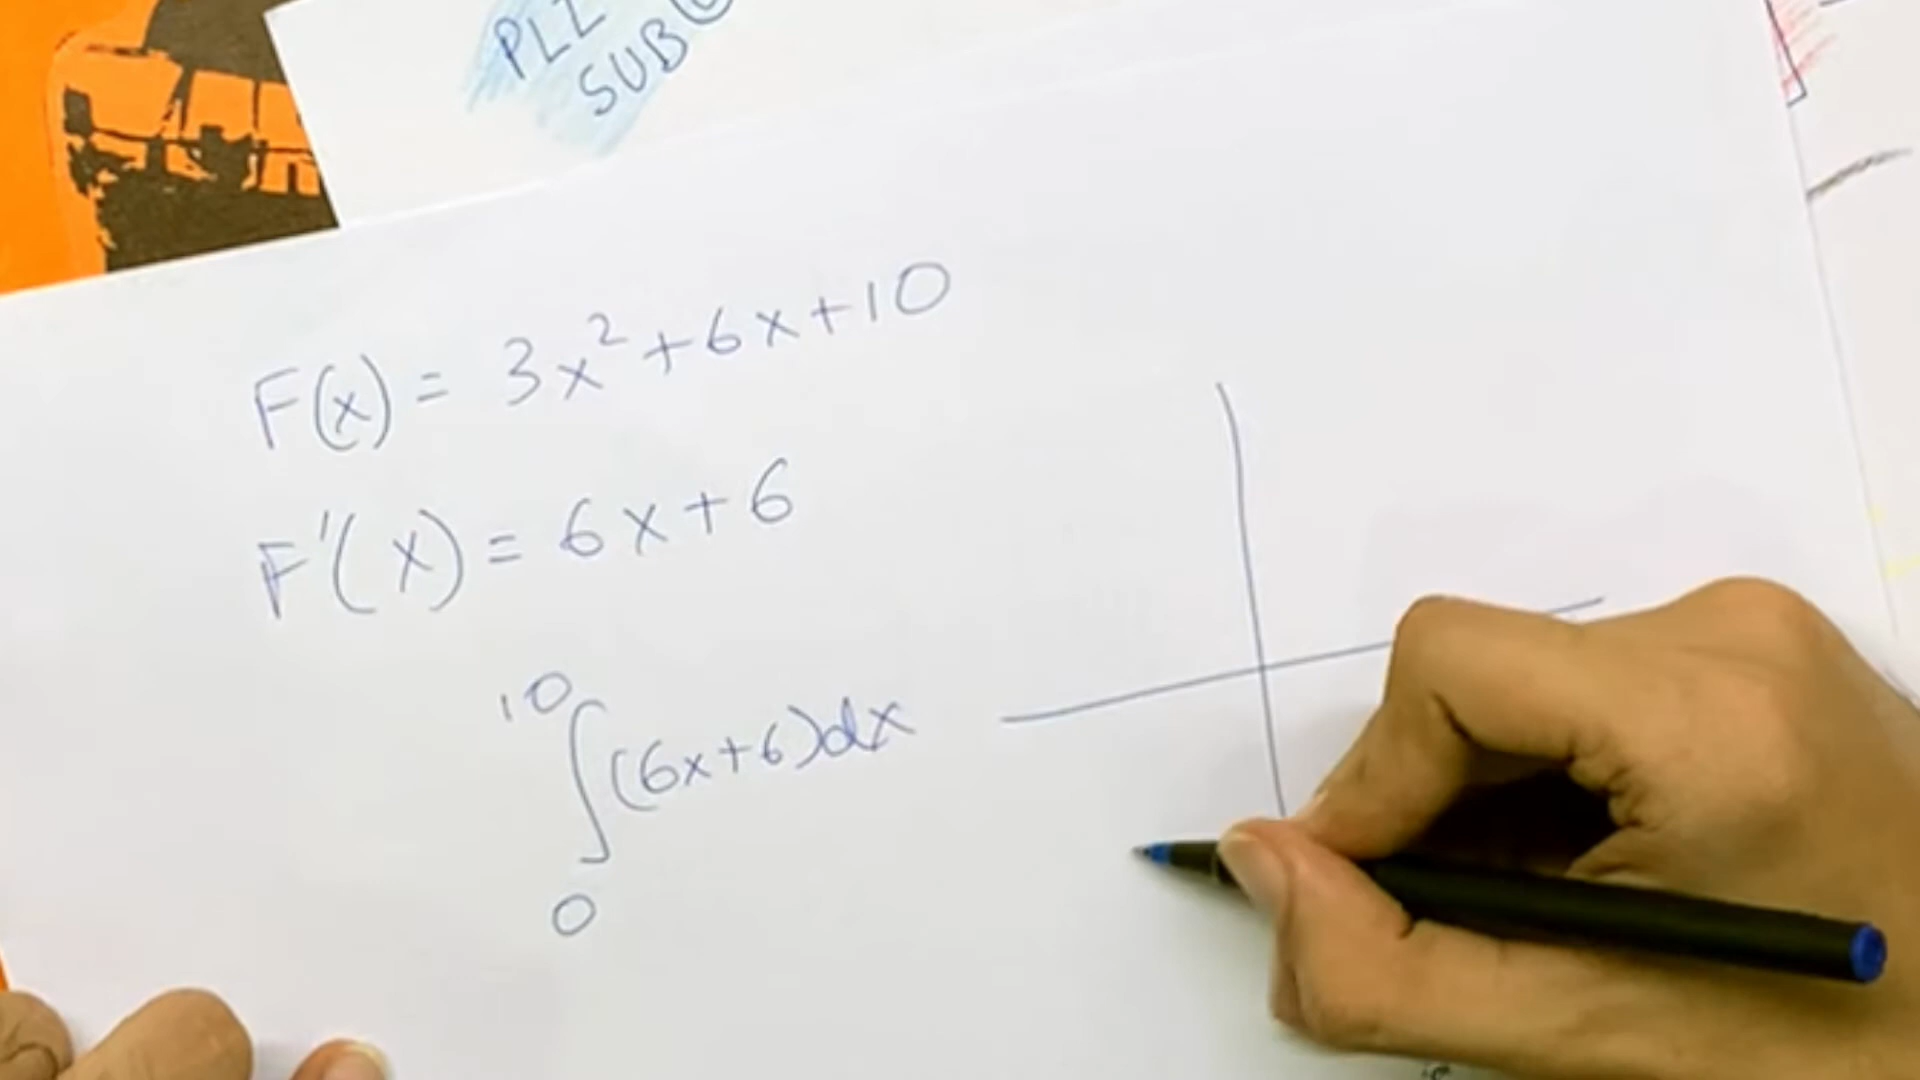 PLZ
SUB
F(x) = 3x² + 6x + 10
F'(x) = 6x + 6
10
∫(6x+6)dx
0